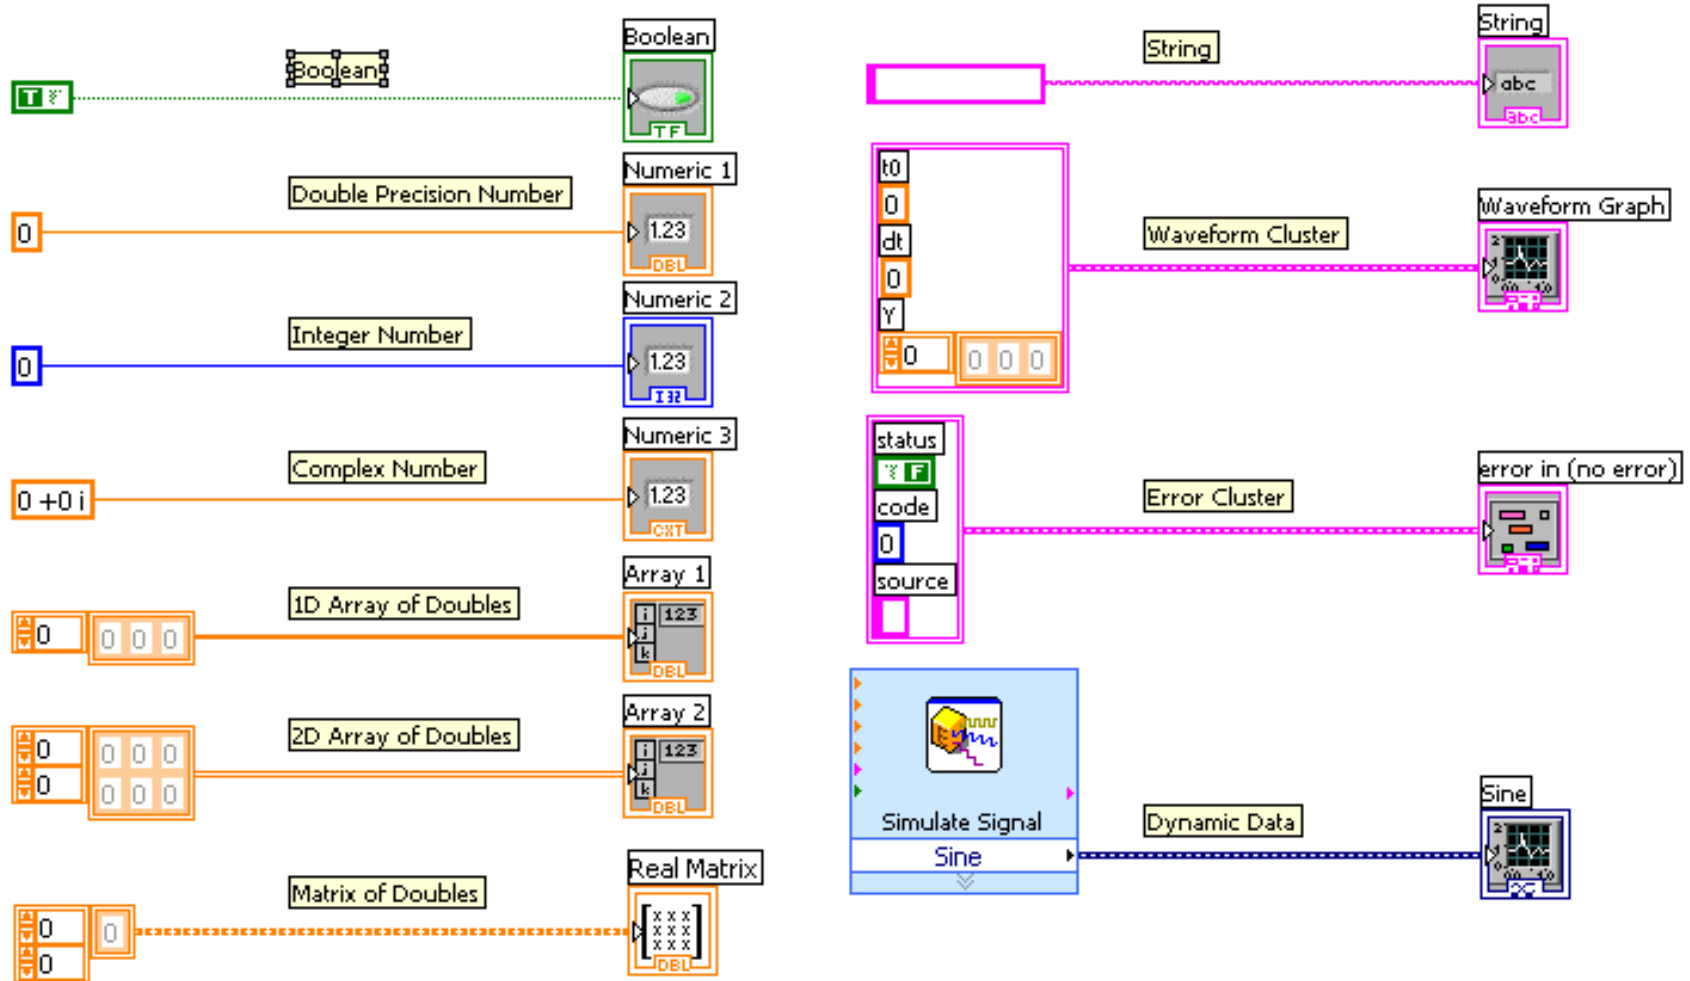 Boolean
Boolean
T
TF
Double Precision Number
Numeric 1
0
1.23
DBL
Integer Number
Numeric 2
0
1.23
I32
Complex Number
Numeric 3
0 +0 i
1.23
CXT
1D Array of Doubles
Array 1
0
0 0 0
i
j
k
123
DBL
2D Array of Doubles
Array 2
0
0
0 0 0
0 0 0
i
j
k
123
DBL
Matrix of Doubles
Real Matrix
0
0
0
x x x
x x x
x x x
DBL
String
String
abc
abc
t0
0
dt
0
Y
0
0 0 0
Waveform Cluster
Waveform Graph
status
F
code
0
source
Error Cluster
error in (no error)
Simulate Signal
Sine
Dynamic Data
Sine